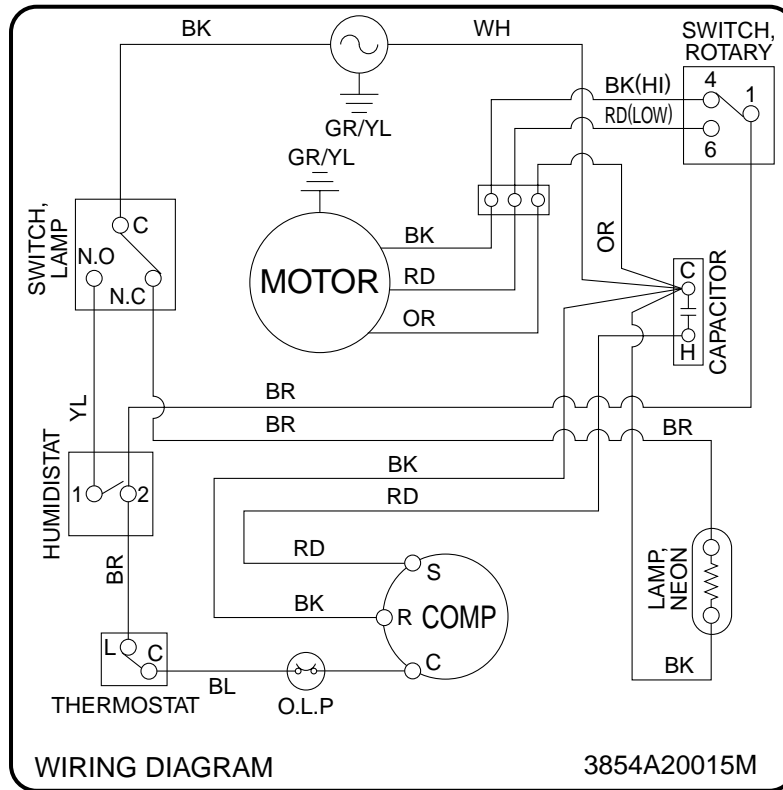 BK
WH
SWITCH,
ROTARY
BK(HI)
4
1
RD(LOW)
6
GR/YL
GR/YL
SWITCH,
LAMP
C
N.O
N.C
MOTOR
BK
RD
OR
OR
C
H
CAPACITOR
YL
BR
BR
BR
HUMIDISTAT
1
2
BK
RD
BR
RD
S
BK
R
COMP
C
LAMP,
NEON
BK
L
C
THERMOSTAT
BL
O.L.P
WIRING DIAGRAM
3854A20015M